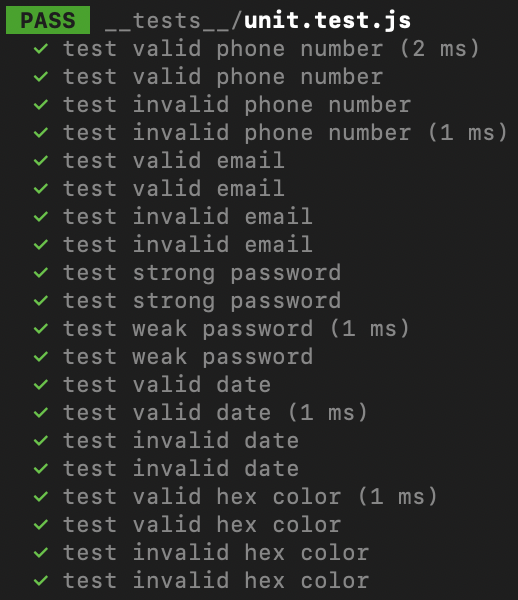 PASS __tests__/unit.test.js
✓ test valid phone number (2 ms)
✓ test valid phone number
✓ test invalid phone number
✓ test invalid phone number (1 ms)
✓ test valid email
✓ test valid email
✓ test invalid email
✓ test invalid email
✓ test strong password
✓ test strong password
✓ test weak password (1 ms)
✓ test weak password
✓ test valid date
✓ test valid date (1 ms)
✓ test invalid date
✓ test invalid date
✓ test valid hex color (1 ms)
✓ test valid hex color
✓ test invalid hex color
✓ test invalid hex color